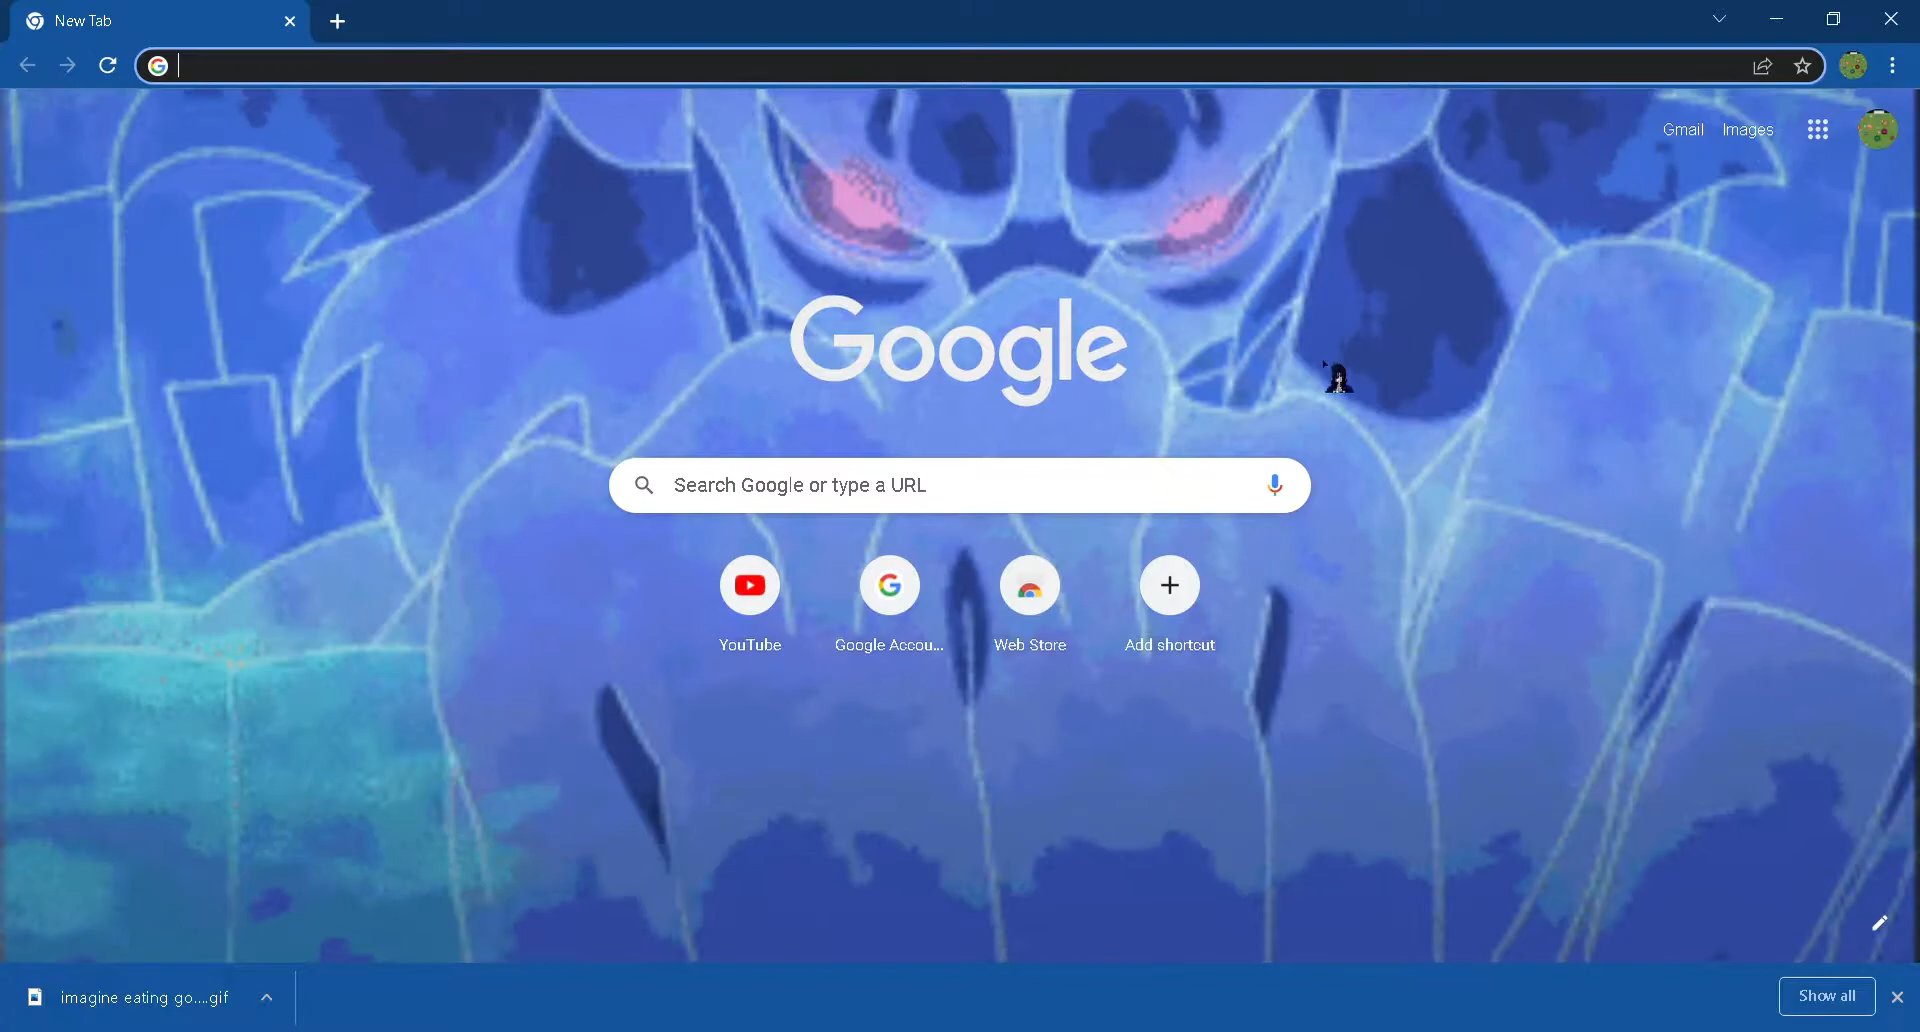 New Tab
Gmail Images
Google
Search Google or type a URL
YouTube
Google Accou...
Web Store
Add shortcut
imagine eating go....gif
Show all